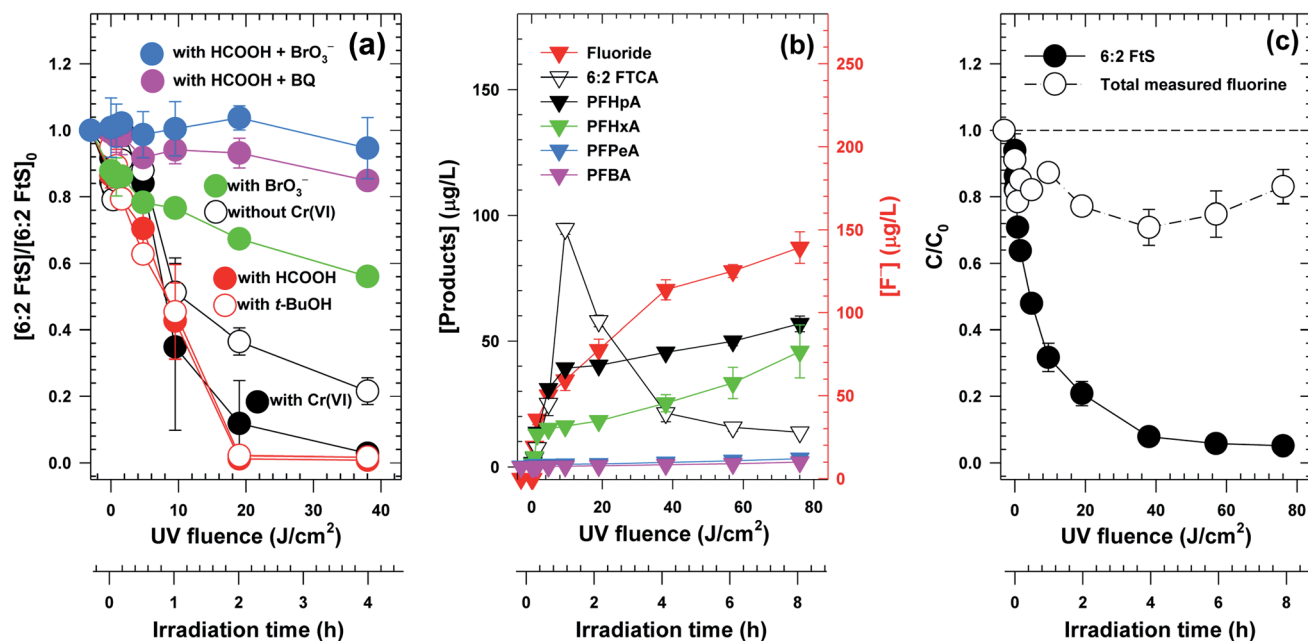 (a)
with HCOOH + BrO₃⁻
with HCOOH + BQ
with BrO₃⁻
without Cr(VI)
with HCOOH
with t-BuOH
with Cr(VI)
[6:2 FtS]/[6:2 FtS]₀
1.2
1.0
0.8
0.6
0.4
0.2
0.0
0 10 20 30 40
UV fluence (J/cm²)
0 1 2 3 4
Irradiation time (h)
(b)
Fluoride
6:2 FTCA
PFHpA
PFHxA
PFPeA
PFBA
[Products] (µg/L)
150
100
50
0
[F⁻] (µg/L)
250
200
150
100
50
0
0 20 40 60 80
UV fluence (J/cm²)
0 2 4 6 8
Irradiation time (h)
(c)
6:2 FtS
Total measured fluorine
C/C₀
1.2
1.0
0.8
0.6
0.4
0.2
0.0
0 20 40 60 80
UV fluence (J/cm²)
0 2 4 6 8
Irradiation time (h)